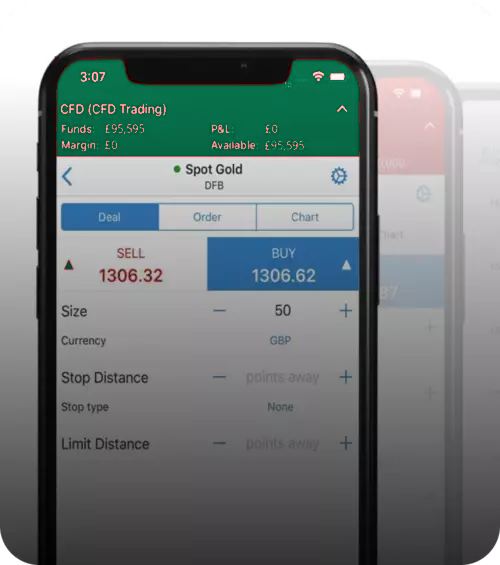 3:07
CFD (CFD Trading)
Funds: £95,595 P&L: £0
Margin: £0 Available: £95,595
Spot Gold
DFB
Deal Order Chart
SELL BUY
1306.32 1306.62
Size 50
Currency GBP
Stop Distance points away
Stop type None
Limit Distance points away